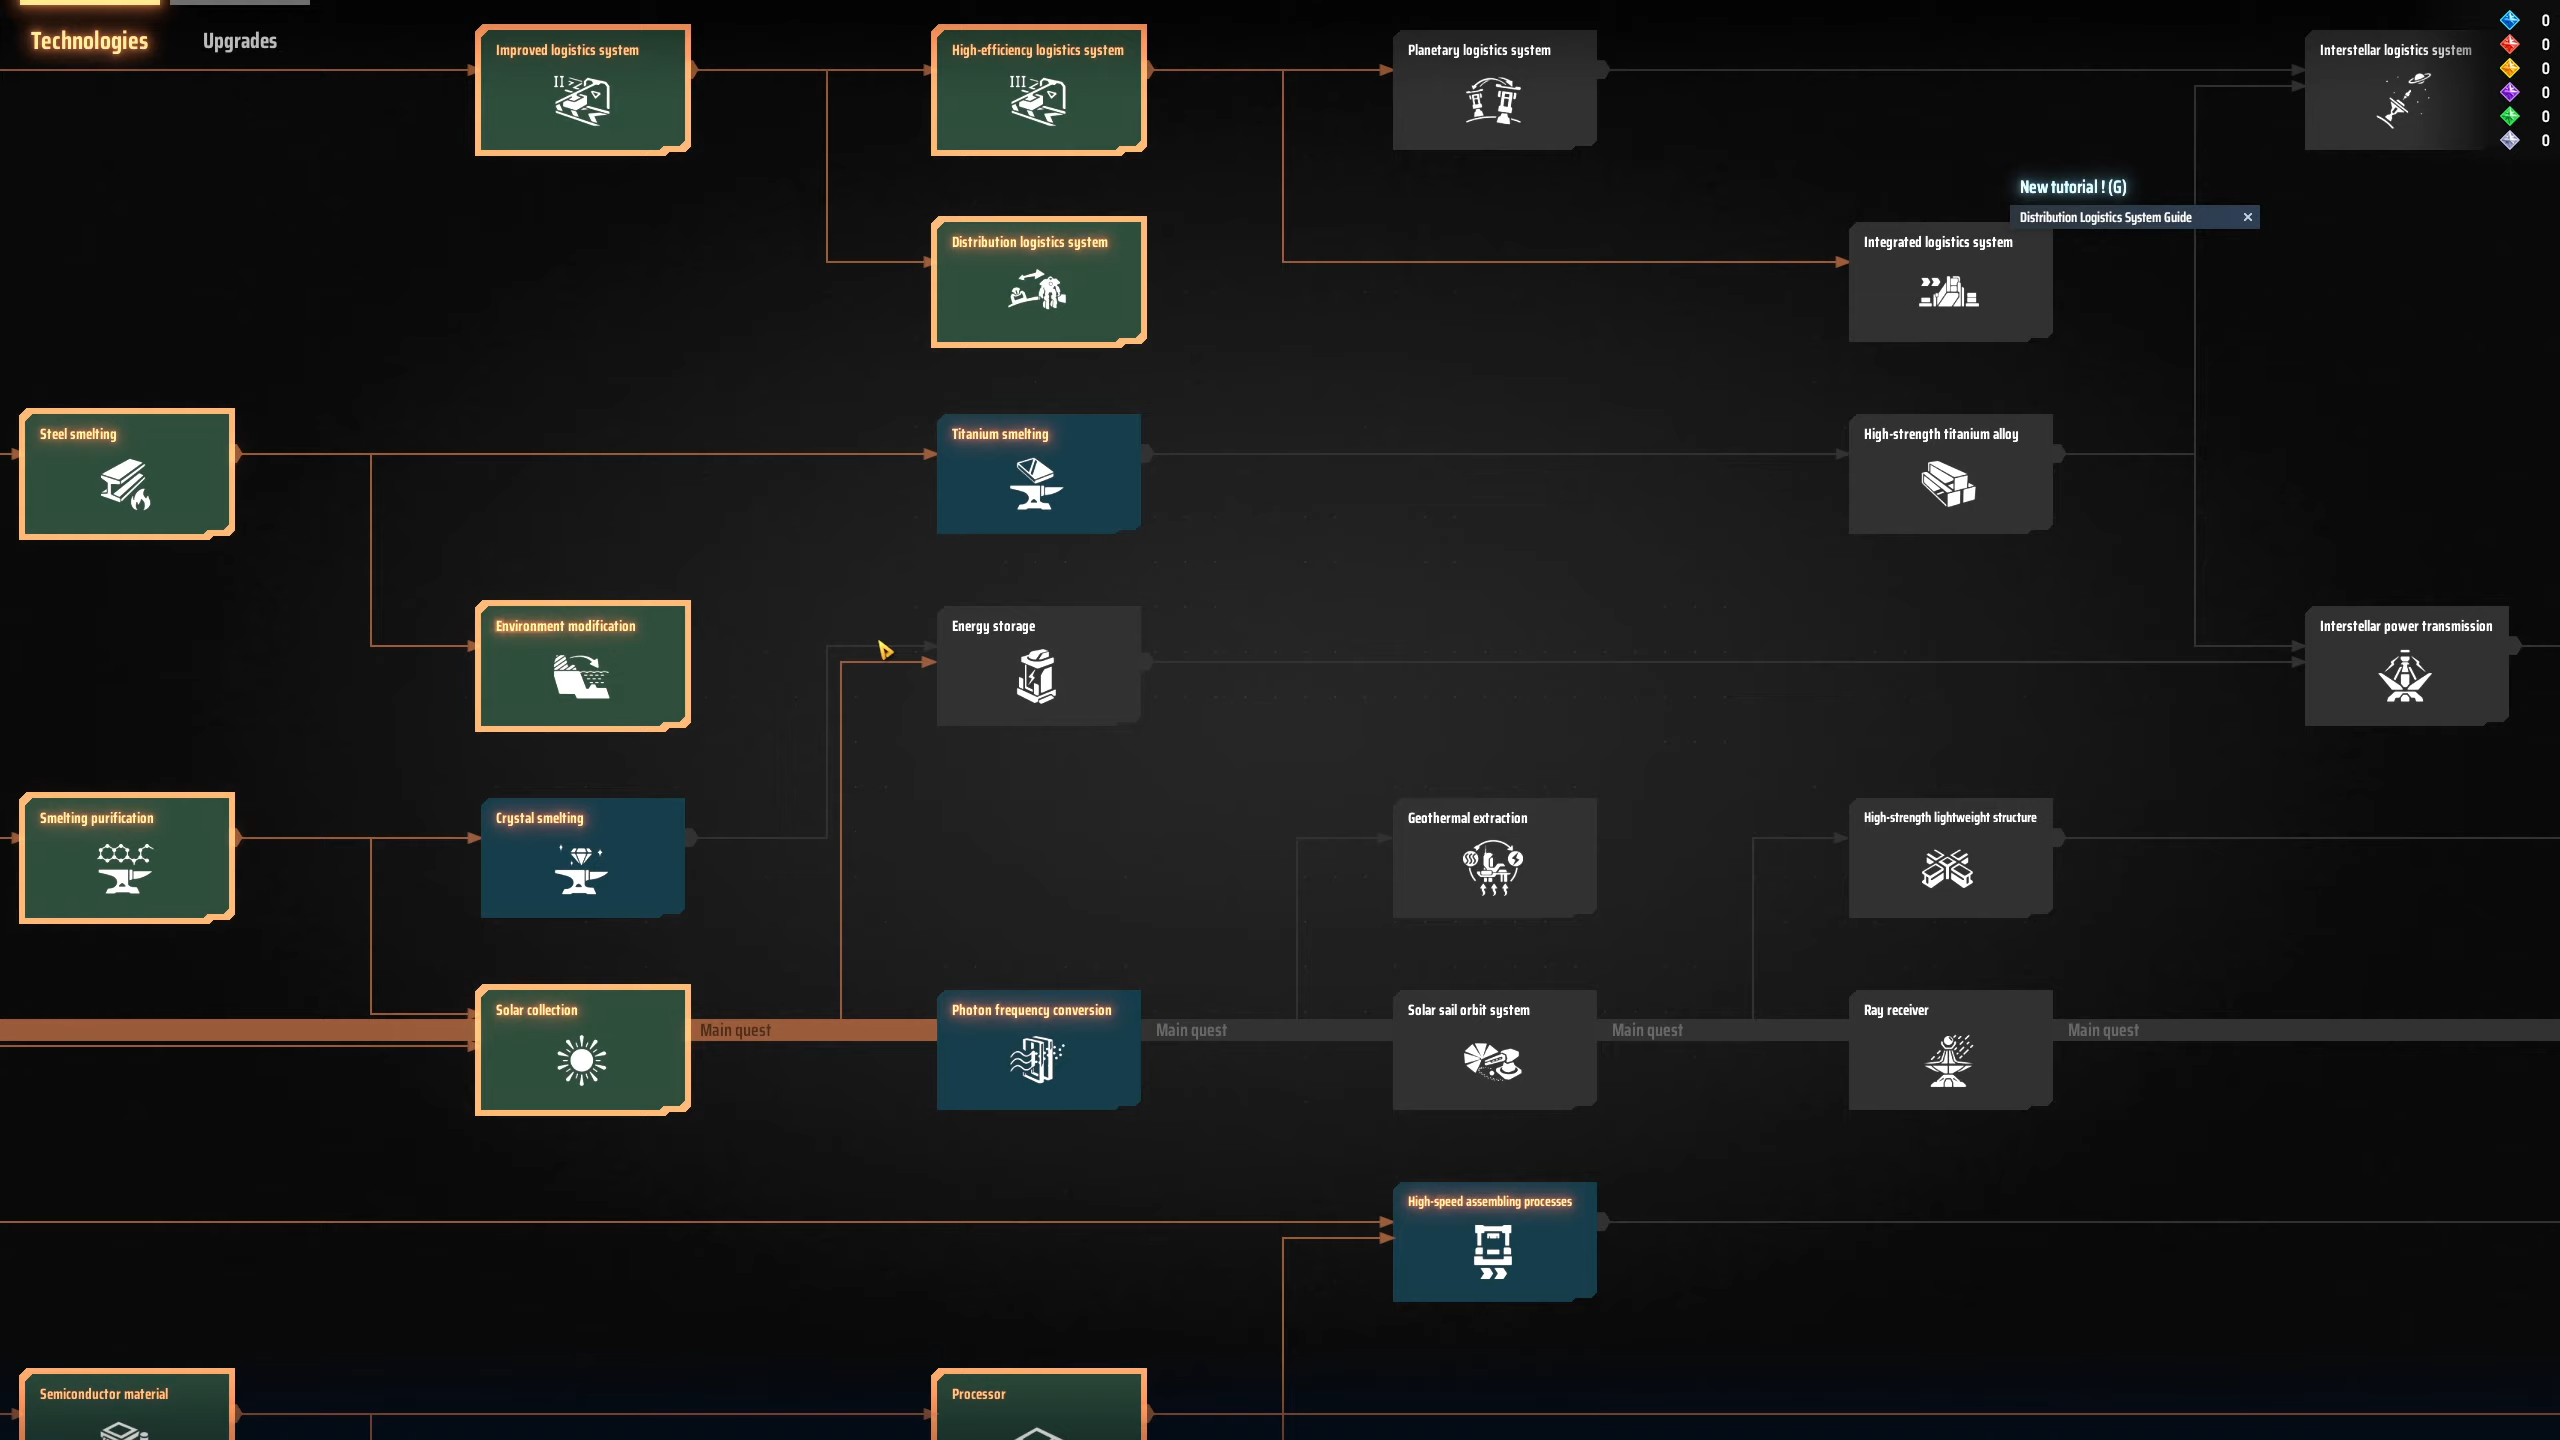 Technologies
Upgrades
Improved logistics system
II
High-efficiency logistics system
III
Planetary logistics system
Interstellar logistics system
0
0
0
0
0
0
New tutorial ! (G)
Distribution Logistics System Guide
Distribution logistics system
Integrated logistics system
Steel smelting
Titanium smelting
High-strength titanium alloy
Environment modification
Energy storage
Interstellar power transmission
Smelting purification
Crystal smelting
Geothermal extraction
High-strength lightweight structure
Solar collection
Main quest
Photon frequency conversion
Main quest
Solar sail orbit system
Main quest
Ray receiver
Main quest
High-speed assembling processes
Semiconductor material
Processor